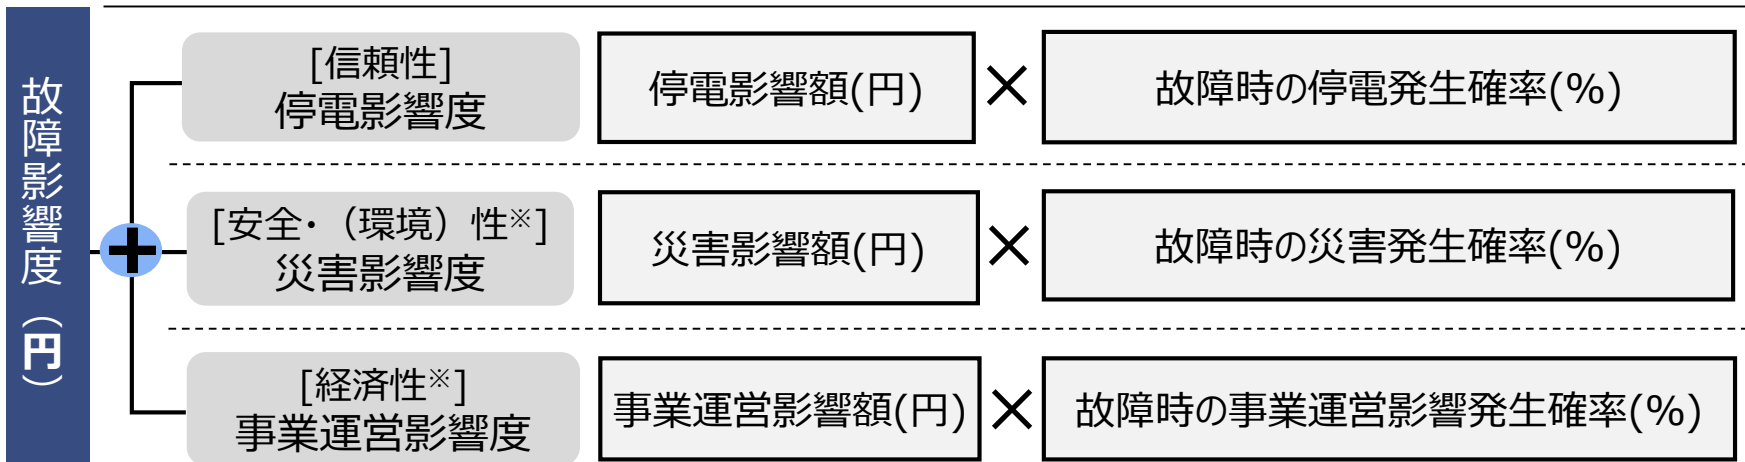 故障影響度（円）
[信頼性]
停電影響度
停電影響額(円)
×
故障時の停電発生確率(%)
+
[安全・（環境）性※]
災害影響度
災害影響額(円)
×
故障時の災害発生確率(%)
[経済性※]
事業運営影響度
事業運営影響額(円)
×
故障時の事業運営影響発生確率(%)